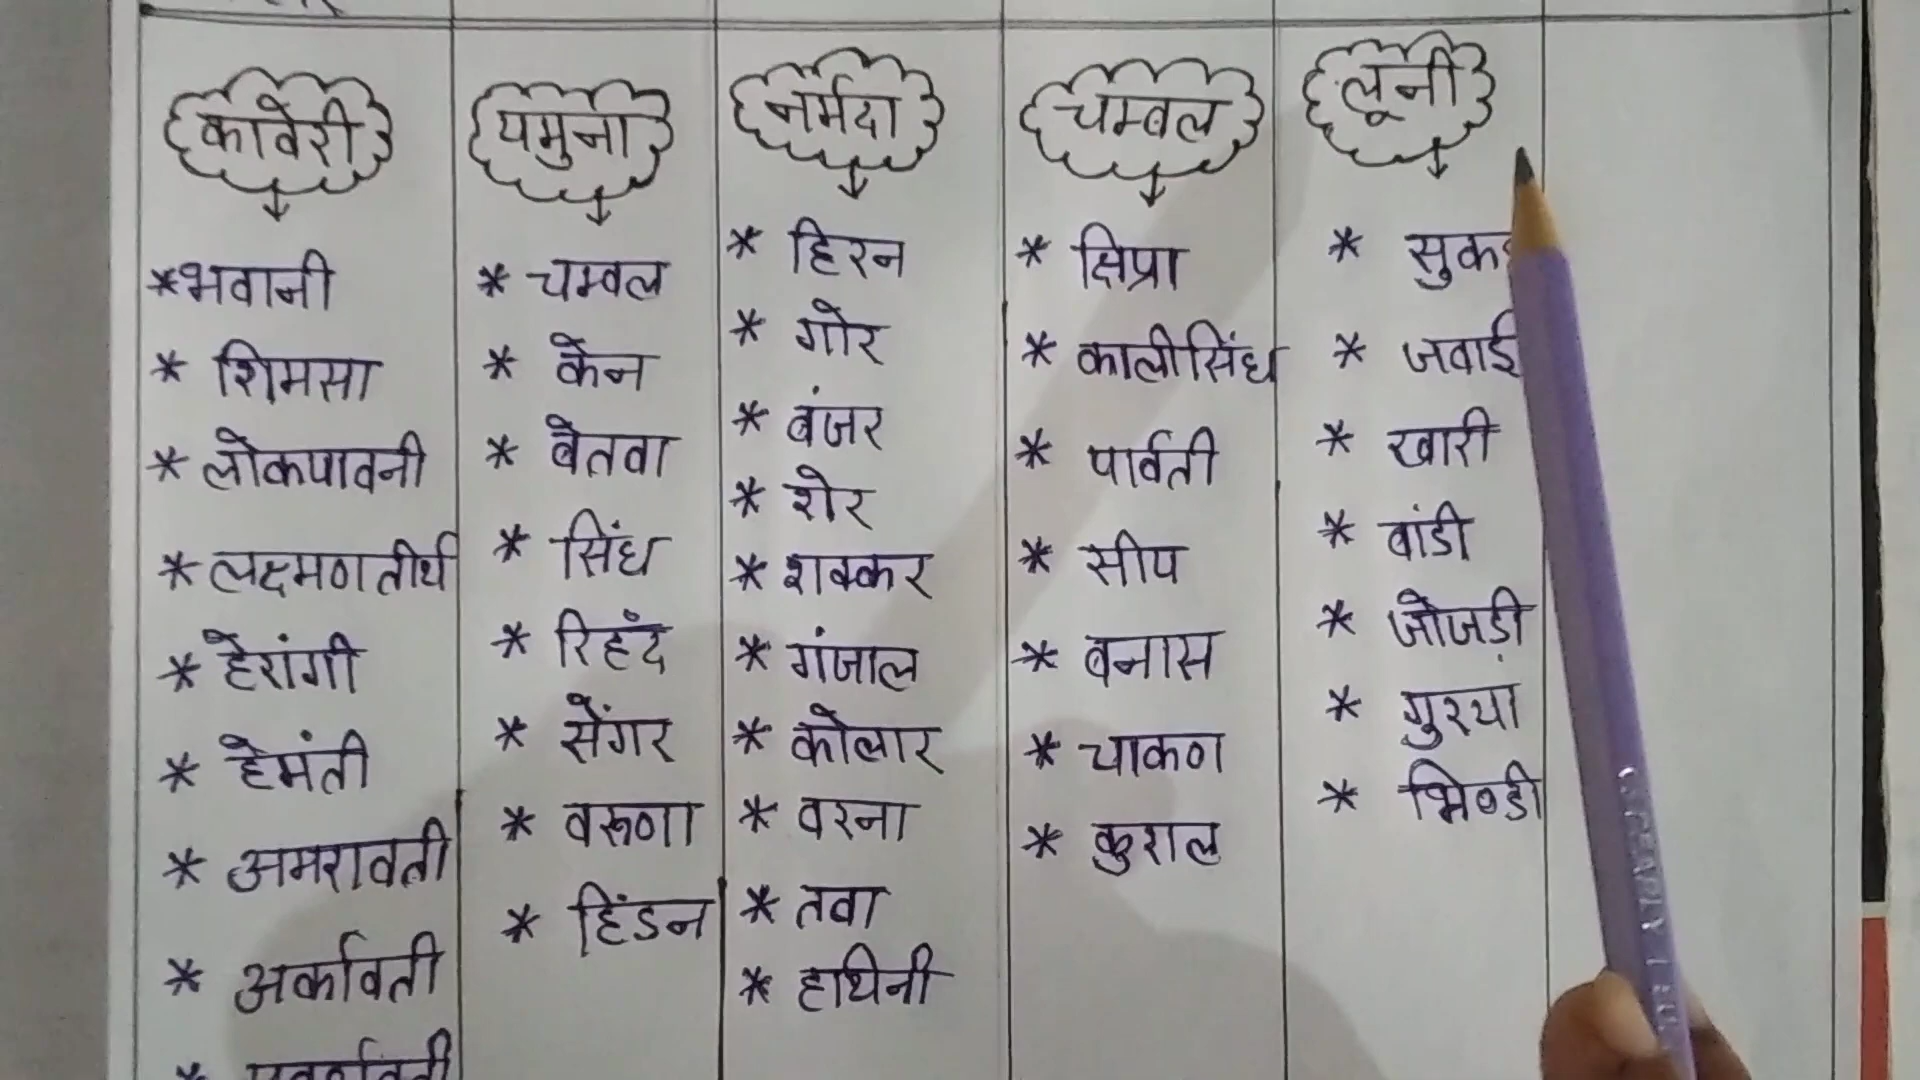 कावेरी
*भवानी
* शिमसा
* लोकपावनी
* लक्ष्मणतीर्थ
* हेरांगी
* हेमंती
* अमरावती
* अर्कावती
यमुना
* चम्बल
* केन
* बेतवा
* सिंध
* रिहंद
* सेंगर
* वरूणा
* हिंडन
नर्मदा
* हिरन
* गोर
* बंजर
* शेर
* शक्कर
* गंजाल
* कोलार
* वरना
* तवा
* हथिनी
चम्बल
* क्षिप्रा
* कालीसिंध
* पार्वती
* सीप
* बनास
* चाकण
* कुराल
लूनी
* जवाई
* खारी
* बांडी
* जोजड़ी
* भिण्डी